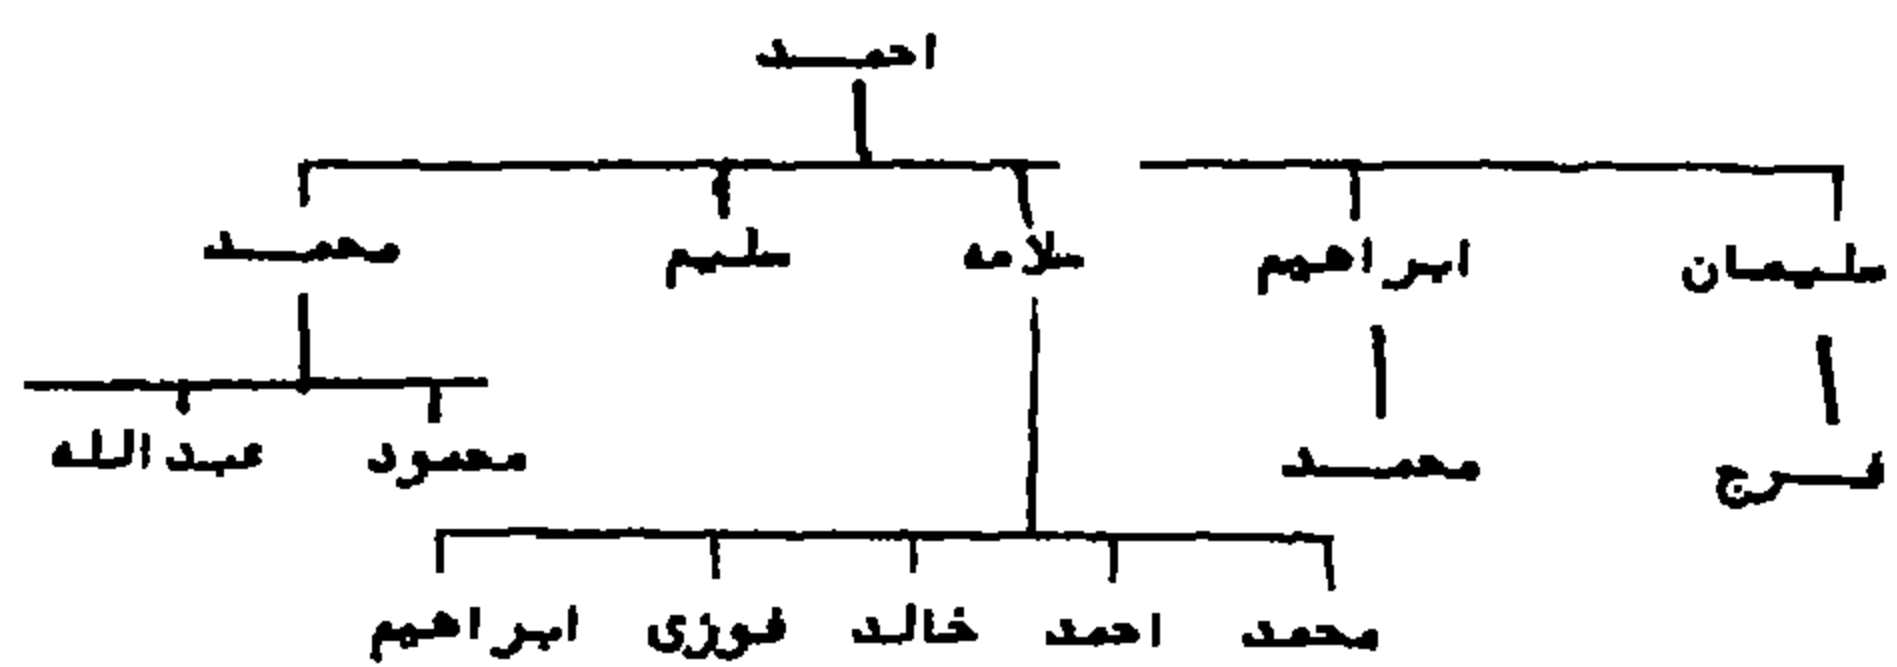 احمد
سليمان ابراهيم سلامه سليم محمد
فرج محمد محمود عبدالله
محمد احمد خالد فوزى ابراهيم